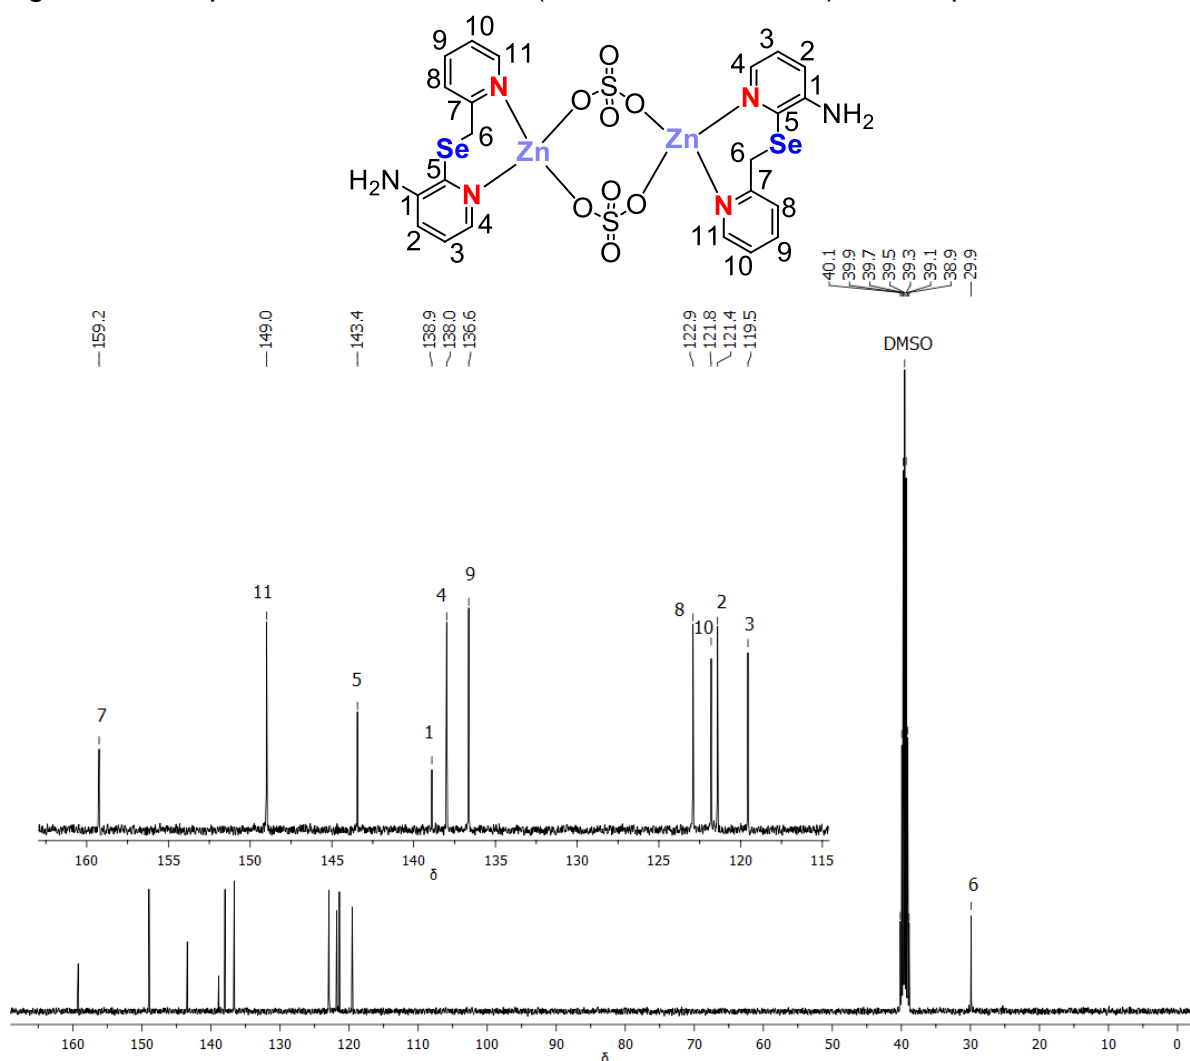 9 10 11 8 7 6 5 1 2 3 4
N N Se Zn H₂N
O S O O O
O S O O O
3 2 4 1 5 6 7 8 9 10 11
N N Se Zn NH₂
40.1 39.9 39.7 39.5 39.3 39.1 38.9 29.9
159.2 149.0 143.4 138.9 138.0 136.6 122.9 121.8 121.4 119.5
DMSO
7 11 5 1 4 9 8 10 2 3
160 155 150 145 140 135 130 125 120 115
δ
6
160 150 140 130 120 110 100 90 80 70 60 50 40 30 20 10 0
δ